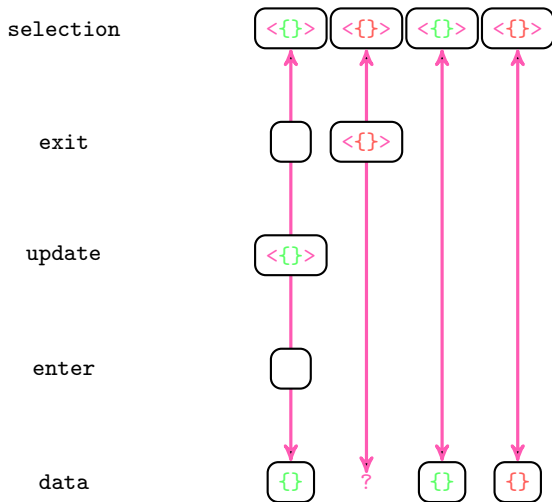 selection <{}> <{}> <{}> <{}>
exit <{}>
update <{}>
enter
data {} ? {} {}